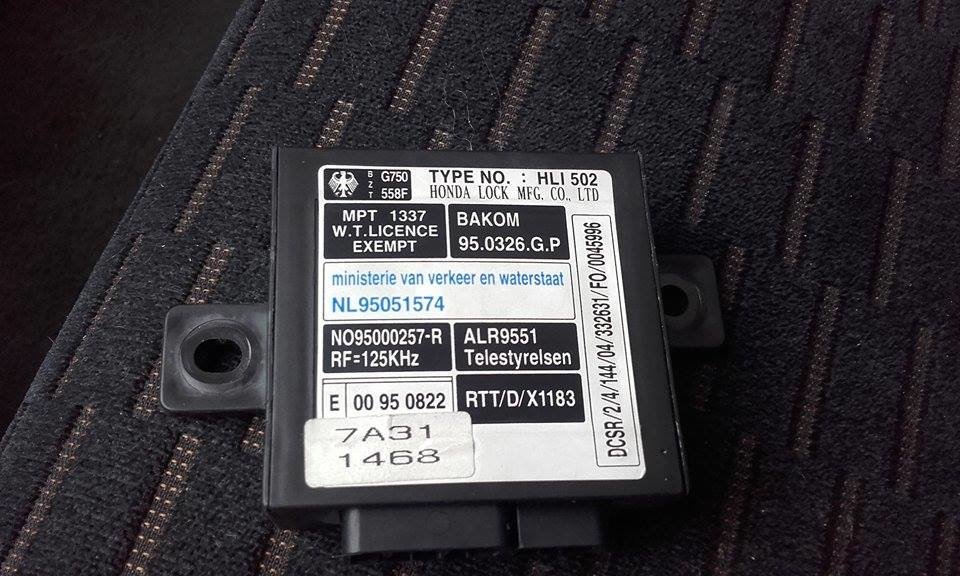 B Z T G750 558F
TYPE NO. : HLI 502
HONDA LOCK MFG. CO., LTD
MPT 1337
W.T.LICENCE
EXEMPT
BAKOM
95.0326.G.P
ministerie van verkeer en waterstaat
NL95051574
NO95000257-R
RF=125KHz
ALR9551
Telestyrelsen
E 00 95 0822
RTT/D/X1183
7A31
1468
DCSR/2/4/144/04/332631/FO/0045996